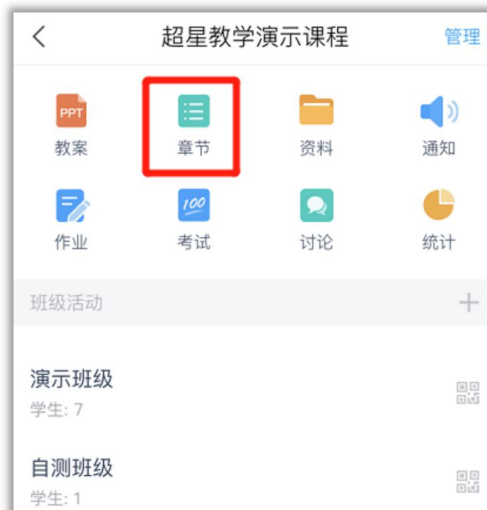 超星教学演示课程 管理
PPT
教案 章节 资料 通知
100
作业 考试 讨论 统计
班级活动
演示班级
学生: 7
自测班级
学生: 1